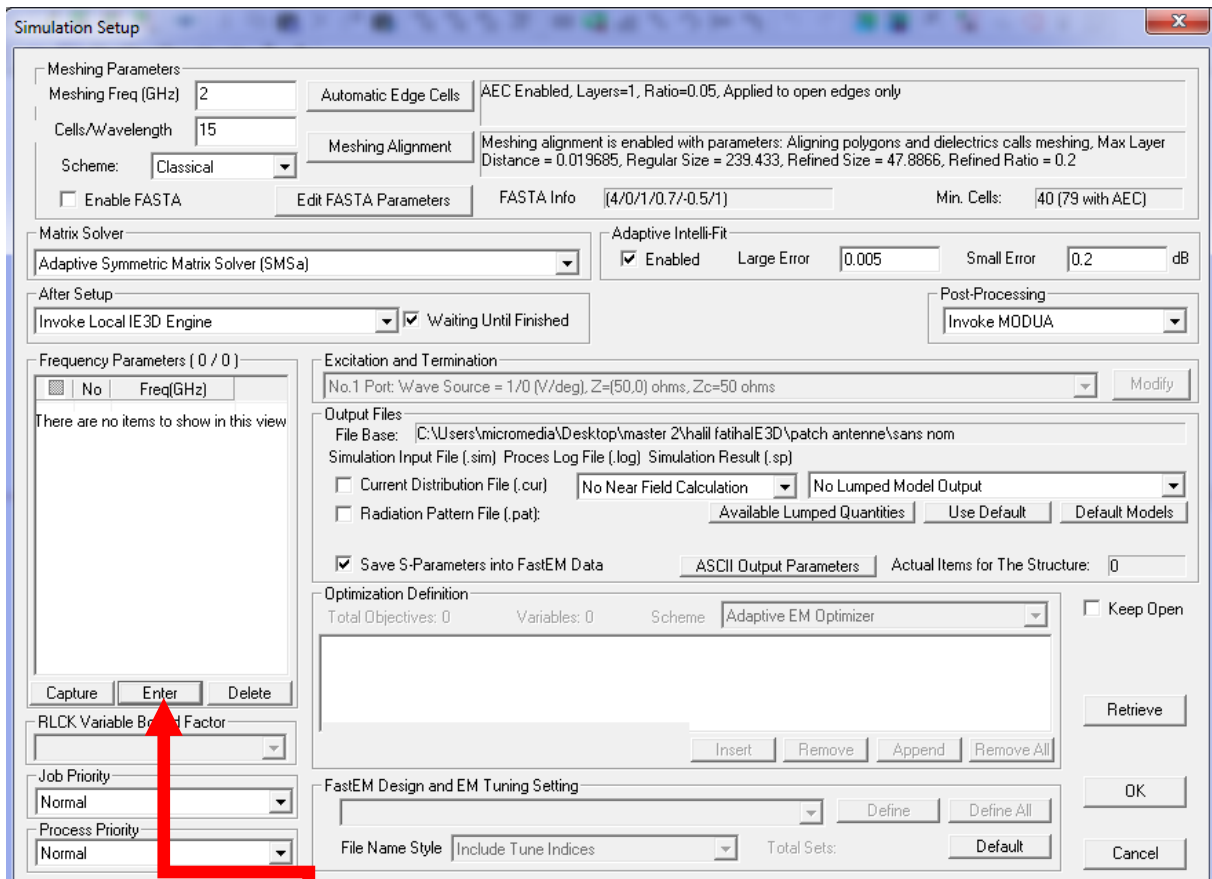 Simulation Setup
X
Meshing Parameters
Meshing Freq (GHz) 2 Automatic Edge Cells AEC Enabled, Layers=1, Ratio=0.05, Applied to open edges only
Cells/Wavelength 15
Meshing Alignment Meshing alignment is enabled with parameters: Aligning polygons and dielectrics calls meshing, Max Layer
Distance = 0.019685, Regular Size = 239.433, Refined Size = 47.8866, Refined Ratio = 0.2
Scheme: Classical
Enable FASTA Edit FASTA Parameters FASTA Info (4/0/1/0.7/-0.5/1) Min. Cells: 40 (79 with AEC)
Matrix Solver
Adaptive Symmetric Matrix Solver (SMSa)
Adaptive Intelli-Fit
Enabled Large Error 0.005 Small Error 0.2 dB
After Setup
Invoke Local IE3D Engine Waiting Until Finished
Post-Processing
Invoke MODUA
Frequency Parameters ( 0 / 0 )
No Freq(GHz)
There are no items to show in this view
Capture Enter Delete
Excitation and Termination
No.1 Port: Wave Source = 1/0 (V/deg), Z=(50,0) ohms, Zc=50 ohms Modify
Output Files
File Base: C:\Users\micromedia\Desktop\master 2\halil fatihaIE3D\patch antenne\sans nom
Simulation Input File (.sim) Proces Log File (.log) Simulation Result (.sp)
Current Distribution File (.cur) No Near Field Calculation No Lumped Model Output
Radiation Pattern File (.pat): Available Lumped Quantities Use Default Default Models
Save S-Parameters into FastEM Data ASCII Output Parameters Actual Items for The Structure: 0
Optimization Definition
Total Objectives: 0 Variables: 0 Scheme Adaptive EM Optimizer
Insert Remove Append Remove All
Keep Open
Retrieve
OK
Cancel
RLCK Variable Factor
Job Priority
Normal
Process Priority
Normal
FastEM Design and EM Tuning Setting
Define Define All
File Name Style Include Tune Indices Total Sets: Default